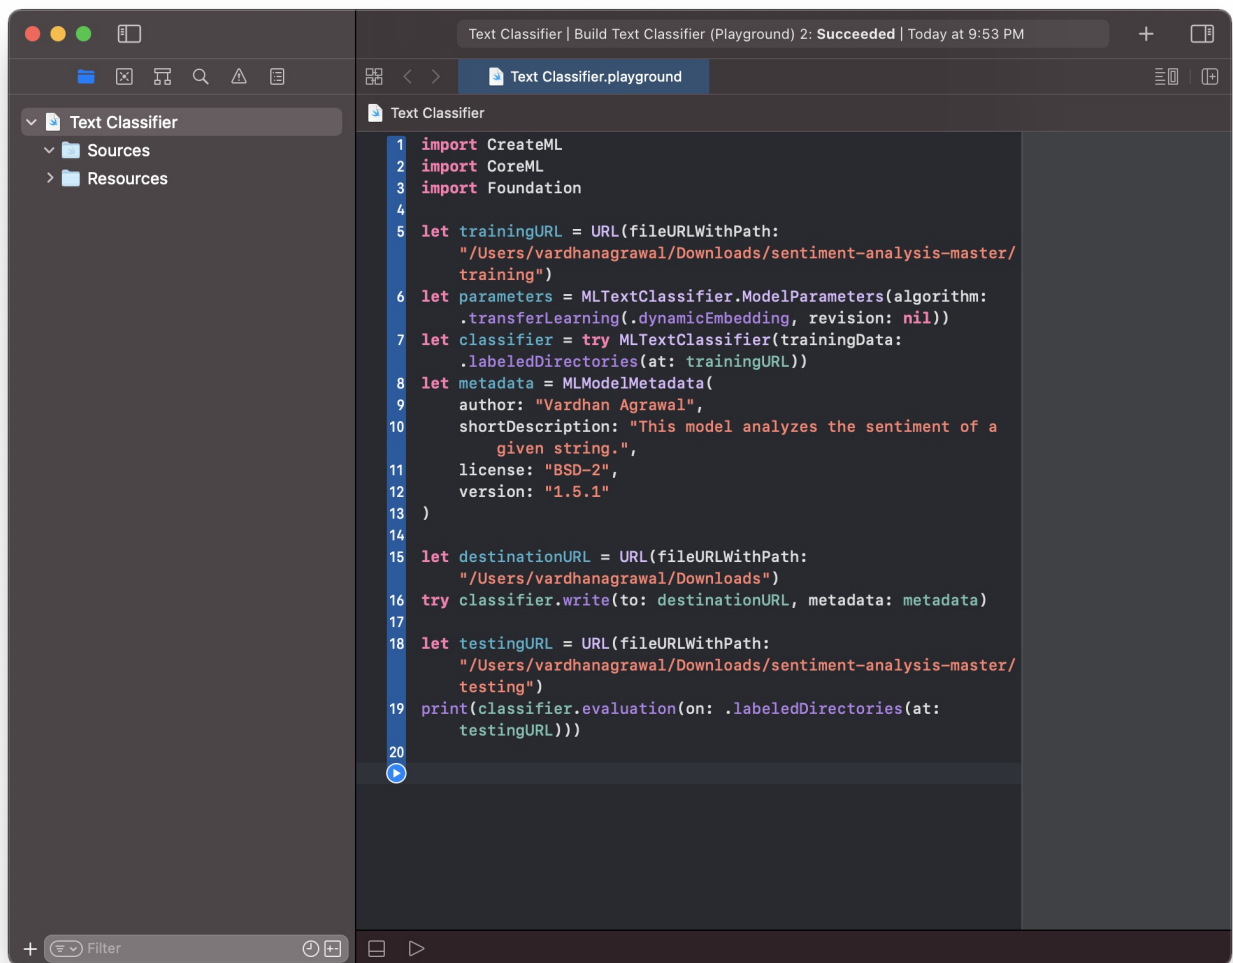 Text Classifier | Build Text Classifier (Playground) 2: Succeeded | Today at 9:53 PM
Text Classifier.playground
Text Classifier
Sources
Resources
Text Classifier
1 import CreateML
2 import CoreML
3 import Foundation
4
5 let trainingURL = URL(fileURLWithPath:
"/Users/vardhanagrawal/Downloads/sentiment-analysis-master/
training")
6 let parameters = MLTextClassifier.ModelParameters(algorithm:
.transferLearning(.dynamicEmbedding, revision: nil))
7 let classifier = try MLTextClassifier(trainingData:
.labeledDirectories(at: trainingURL))
8 let metadata = MLModelMetadata(
9 author: "Vardhan Agrawal",
10 shortDescription: "This model analyzes the sentiment of a
given string.",
11 license: "BSD-2",
12 version: "1.5.1"
13 )
14
15 let destinationURL = URL(fileURLWithPath:
"/Users/vardhanagrawal/Downloads")
16 try classifier.write(to: destinationURL, metadata: metadata)
17
18 let testingURL = URL(fileURLWithPath:
"/Users/vardhanagrawal/Downloads/sentiment-analysis-master/
testing")
19 print(classifier.evaluation(on: .labeledDirectories(at:
testingURL)))
20
Filter